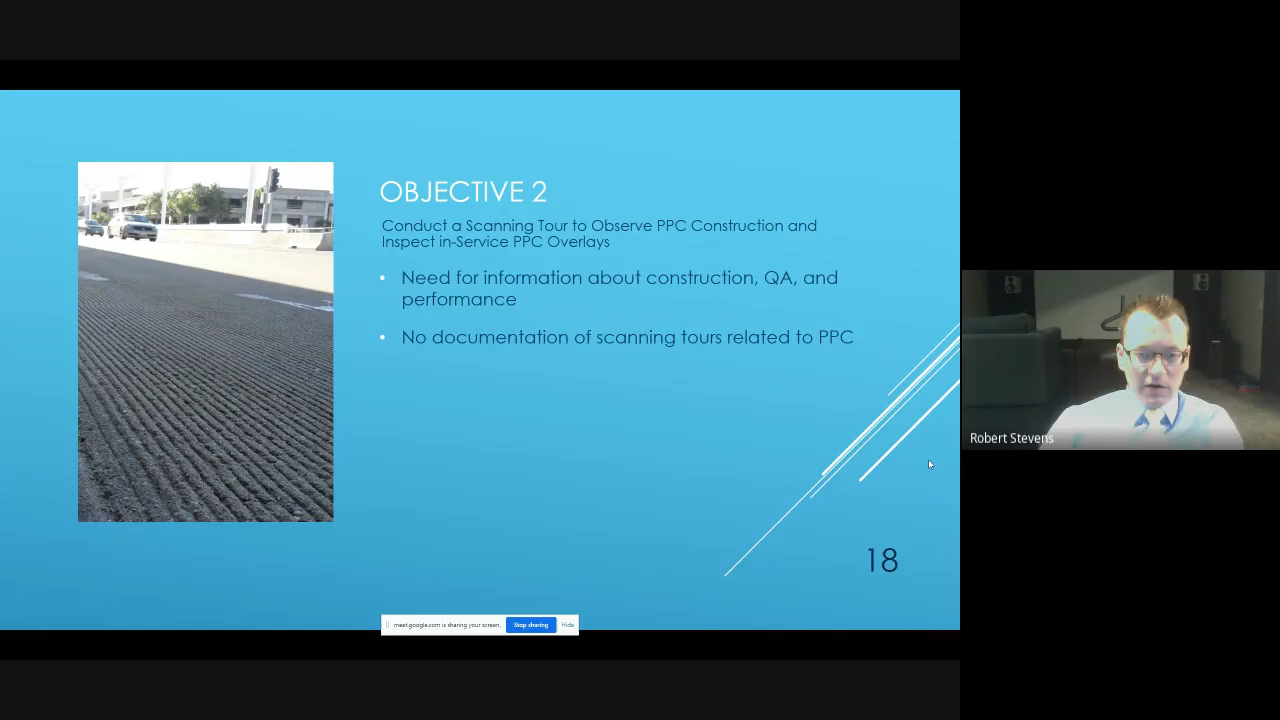 OBJECTIVE 2
Conduct a Scanning Tour to Observe PPC Construction and
Inspect in-Service PPC Overlays
• Need for information about construction, QA, and
performance
• No documentation of scanning tours related to PPC
Robert Stevens
18
meet.google.com is sharing your screen.
Stop sharing
Hide